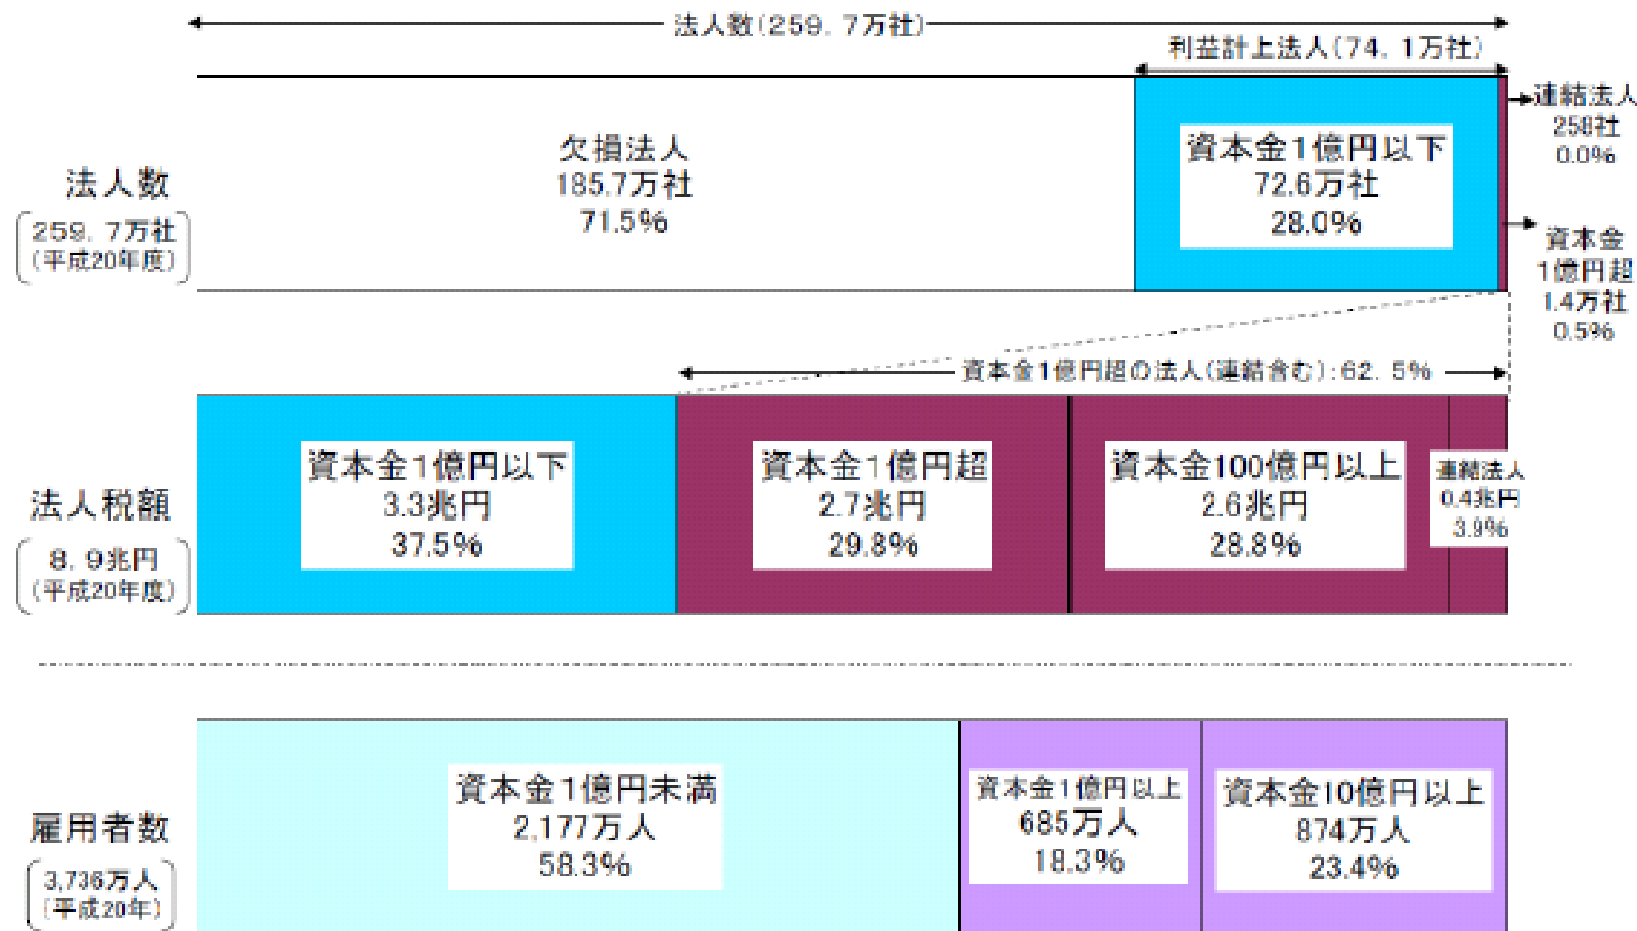 法人数(259. 7万社)
利益計上法人(74. 1万社)
連結法人
258社
0.0%
欠損法人
185.7万社
71.5%
資本金1億円以下
72.6万社
28.0%
法人数
259. 7万社
(平成20年度)
資本金
1億円超
1.4万社
0.5%
資本金1億円超の法人(連結含む):62. 5%
資本金1億円以下
3.3兆円
37.5%
資本金1億円超
2.7兆円
29.8%
資本金100億円以上
2.6兆円
28.8%
連結法人
0.4兆円
3.9%
法人税額
8. 9兆円
(平成20年度)
資本金1億円未満
2,177万人
58.3%
資本金1億円以上
685万人
18.3%
資本金10億円以上
874万人
23.4%
雇用者数
3,736万人
(平成20年)